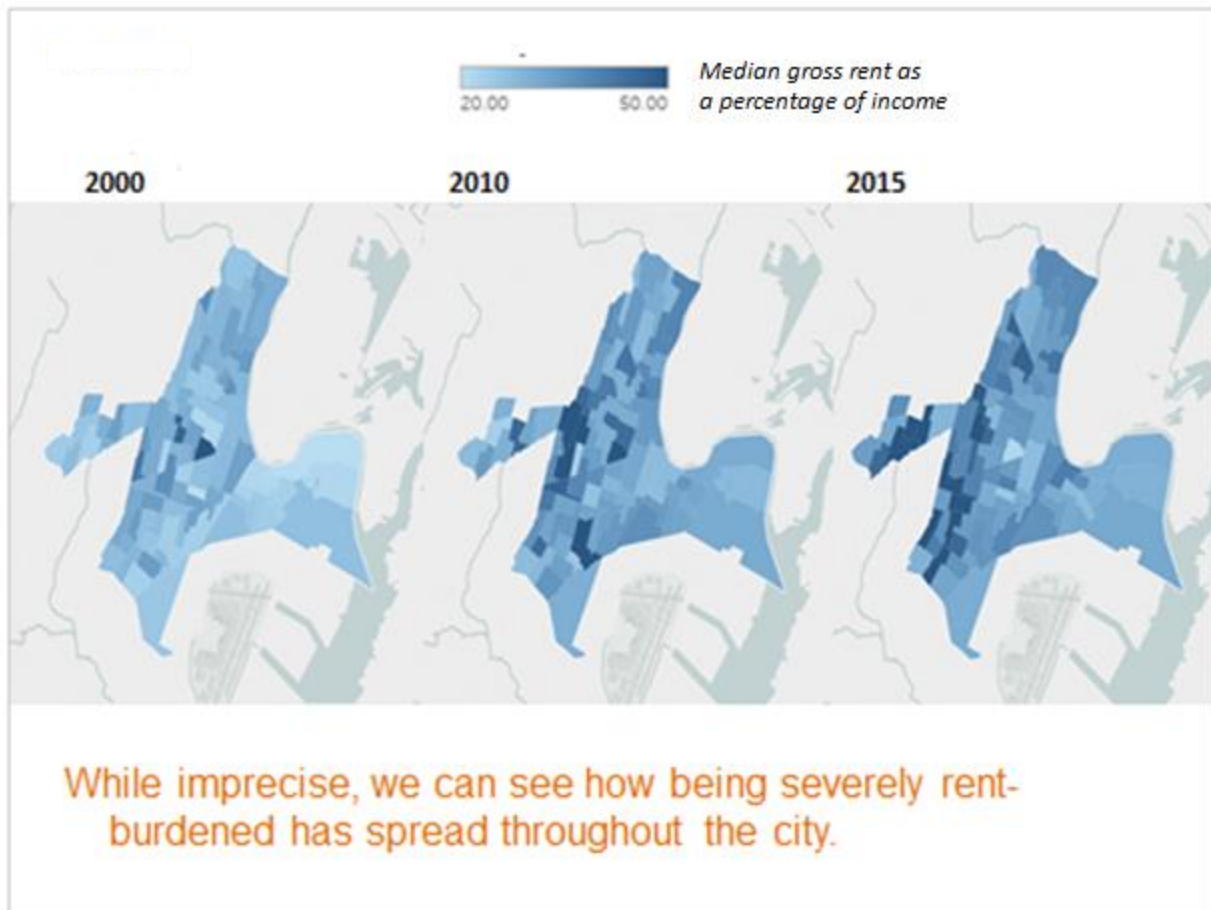 Median gross rent as
a percentage of income
20.00 50.00
2000 2010 2015
While imprecise, we can see how being severely rent-
burdened has spread throughout the city.